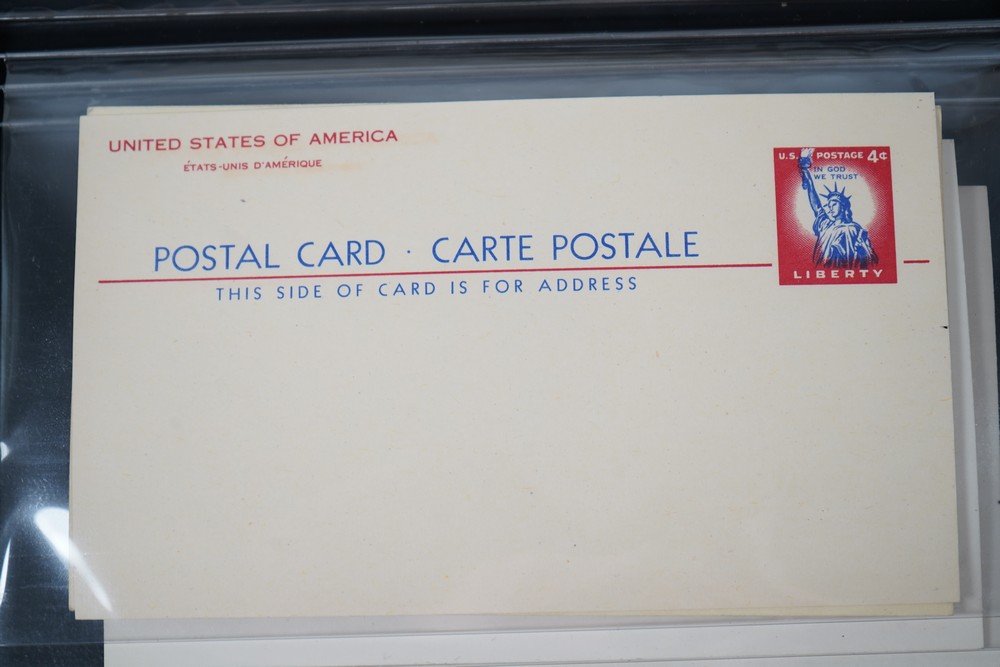 UNITED STATES OF AMERICA
ÉTATS-UNIS D'AMÉRIQUE
U.S. POSTAGE 4¢
IN GOD
WE TRUST
LIBERTY
POSTAL CARD · CARTE POSTALE
THIS SIDE OF CARD IS FOR ADDRESS